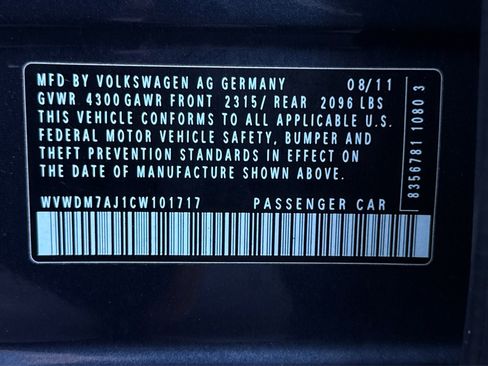 MFD BY VOLKSWAGEN AG GERMANY 08/11
GVWR 4300 GAWR FRONT 2315/ REAR 2096 LBS
THIS VEHICLE CONFORMS TO ALL APPLICABLE U.S.
FEDERAL MOTOR VEHICLE SAFETY, BUMPER AND
THEFT PREVENTION STANDARDS IN EFFECT ON
THE DATE OF MANUFACTURE SHOWN ABOVE.
WVWDM7AJ1CW101717 PASSENGER CAR
8356781 1080 3